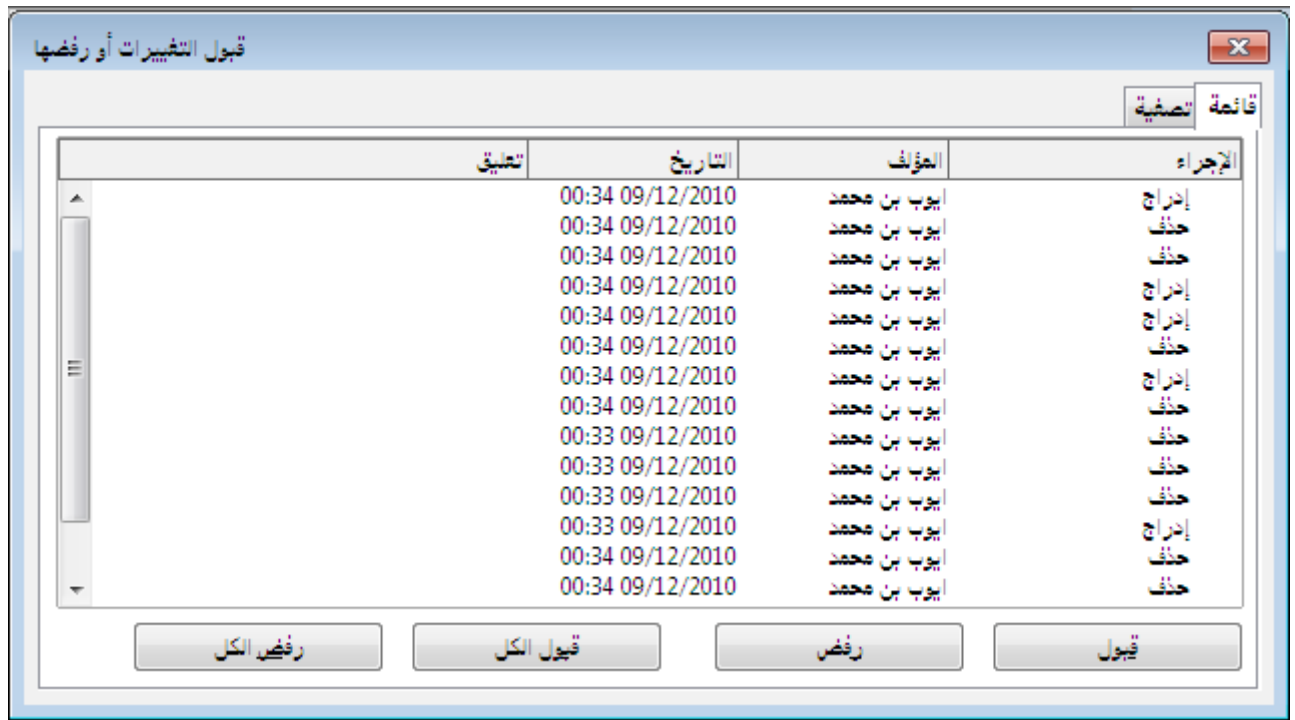 قبول التغييرات أو رفضها
قائمة تصفية
الإجراء المؤلف التاريخ تعليق
إدراج ايوب بن محمد 09/12/2010 00:34
حذف ايوب بن محمد 09/12/2010 00:34
حذف ايوب بن محمد 09/12/2010 00:34
إدراج ايوب بن محمد 09/12/2010 00:34
إدراج ايوب بن محمد 09/12/2010 00:34
حذف ايوب بن محمد 09/12/2010 00:34
إدراج ايوب بن محمد 09/12/2010 00:34
حذف ايوب بن محمد 09/12/2010 00:34
حذف ايوب بن محمد 09/12/2010 00:33
حذف ايوب بن محمد 09/12/2010 00:33
حذف ايوب بن محمد 09/12/2010 00:33
إدراج ايوب بن محمد 09/12/2010 00:33
حذف ايوب بن محمد 09/12/2010 00:34
حذف ايوب بن محمد 09/12/2010 00:34
قبول رفض قبول الكل رفض الكل